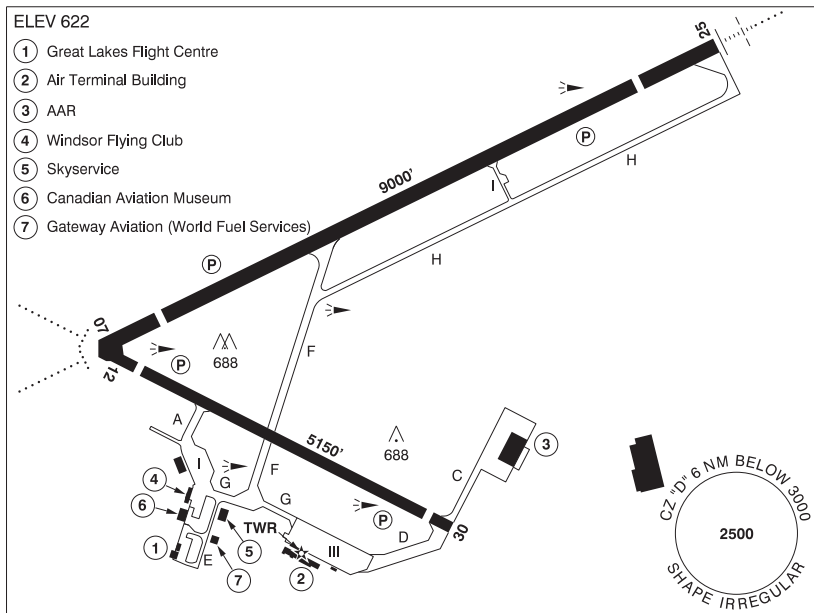 ELEV 622
1 Great Lakes Flight Centre
2 Air Terminal Building
3 AAR
4 Windsor Flying Club
5 Skyservice
6 Canadian Aviation Museum
7 Gateway Aviation (World Fuel Services)
25
P
H
I
9000'
H
P
07
12
P
688
F
A
5150'
688
3
I
G
F
C
4
G
P
30
6
TWR
D
III
1
E
5
2
7
CZ "D" 6 NM BELOW 3000
2500
SHAPE IRREGULAR